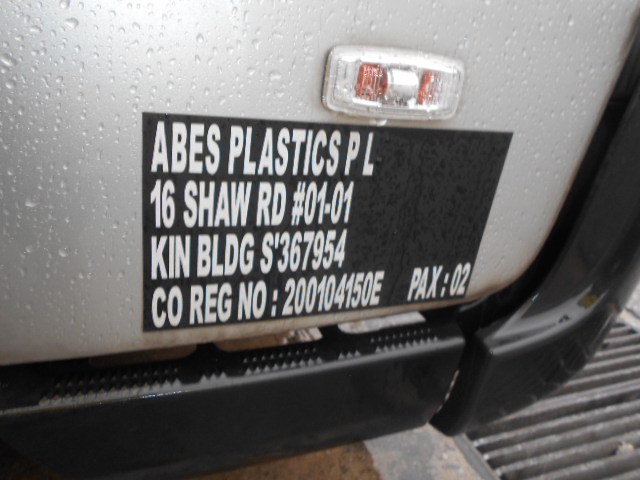 ABES PLASTICS P L
16 SHAW RD #01-01
KIN BLDG S'367954
CO REG NO : 200104150E PAX : 02